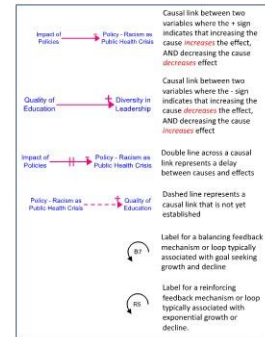 Impact of Policies
Policy - Racism as Public Health Crisis
Causal link between two
variables where the + sign
indicates that increasing the
cause increases the effect,
AND decreasing the cause
decreases effect
Quality of Education
+
Diversity in Leadership
Causal link between two
variables where the - sign
indicates that increasing the
cause decreases the effect,
AND decreasing the cause
increases effect
Impact of Policies
Policy - Racism as Public Health Crisis
Double line across a causal
link represents a delay
between causes and effects
Policy - Racism as Public Health Crisis
+
Quality of Education
Dashed line represents a
causal link that is not yet
established
B7
Label for a balancing feedback
mechanism or loop typically
associated with goal seeking
growth and decline
R5
Label for a reinforcing
feedback mechanism or loop
typically associated with
exponential growth or
decline.